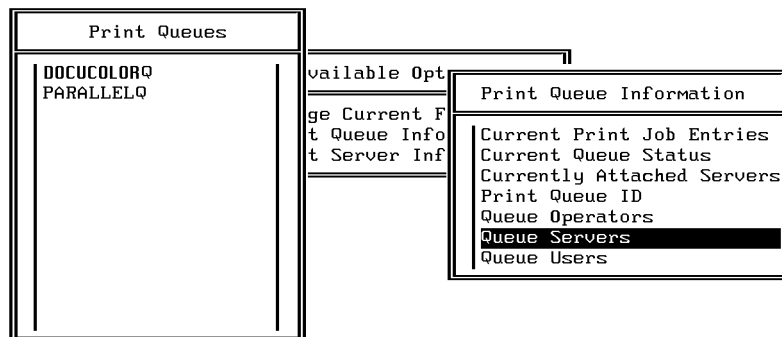 Print Queues
DOCUCOLORQ
PARALLELQ
vailable Opt
ge Current F
t Queue Info
t Server Inf
Print Queue Information
Current Print Job Entries
Current Queue Status
Currently Attached Servers
Print Queue ID
Queue Operators
Queue Servers
Queue Users